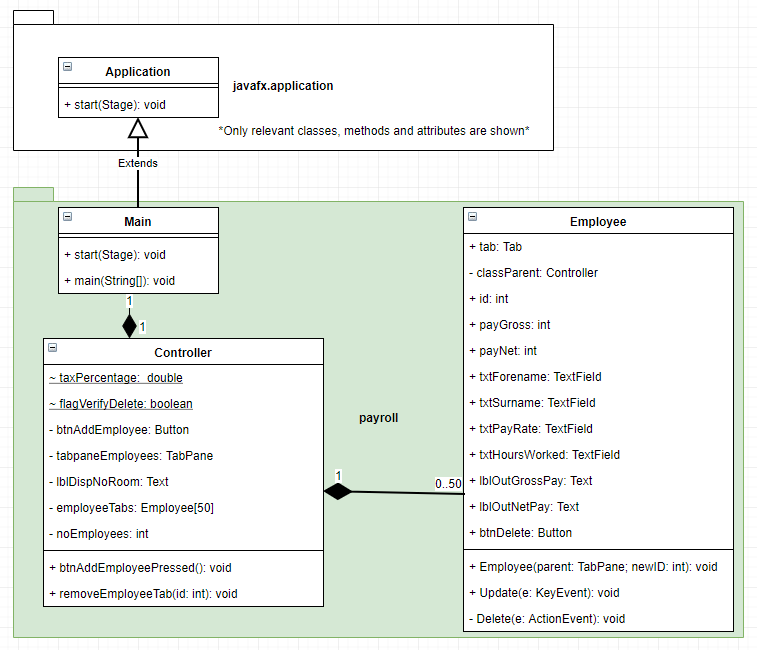 Application
+ start(Stage): void
javafx.application
*Only relevant classes, methods and attributes are shown*
Extends
Main
+ start(Stage): void
+ main(String[]): void
1
1
Controller
~ taxPercentage: double
~ flagVerifyDelete: boolean
- btnAddEmployee: Button
- tabpaneEmployees: TabPane
- lblDispNoRoom: Text
- employeeTabs: Employee[50]
- noEmployees: int
+ btnAddEmployeePressed(): void
+ removeEmployeeTab(id: int): void
payroll
1
0..50
Employee
+ tab: Tab
- classParent: Controller
+ id: int
+ payGross: int
+ payNet: int
+ txtForename: TextField
+ txtSurname: TextField
+ txtPayRate: TextField
+ txtHoursWorked: TextField
+ lblOutGrossPay: Text
+ lblOutNetPay: Text
+ btnDelete: Button
+ Employee(parent: TabPane; newID: int): void
+ Update(e: KeyEvent): void
- Delete(e: ActionEvent): void